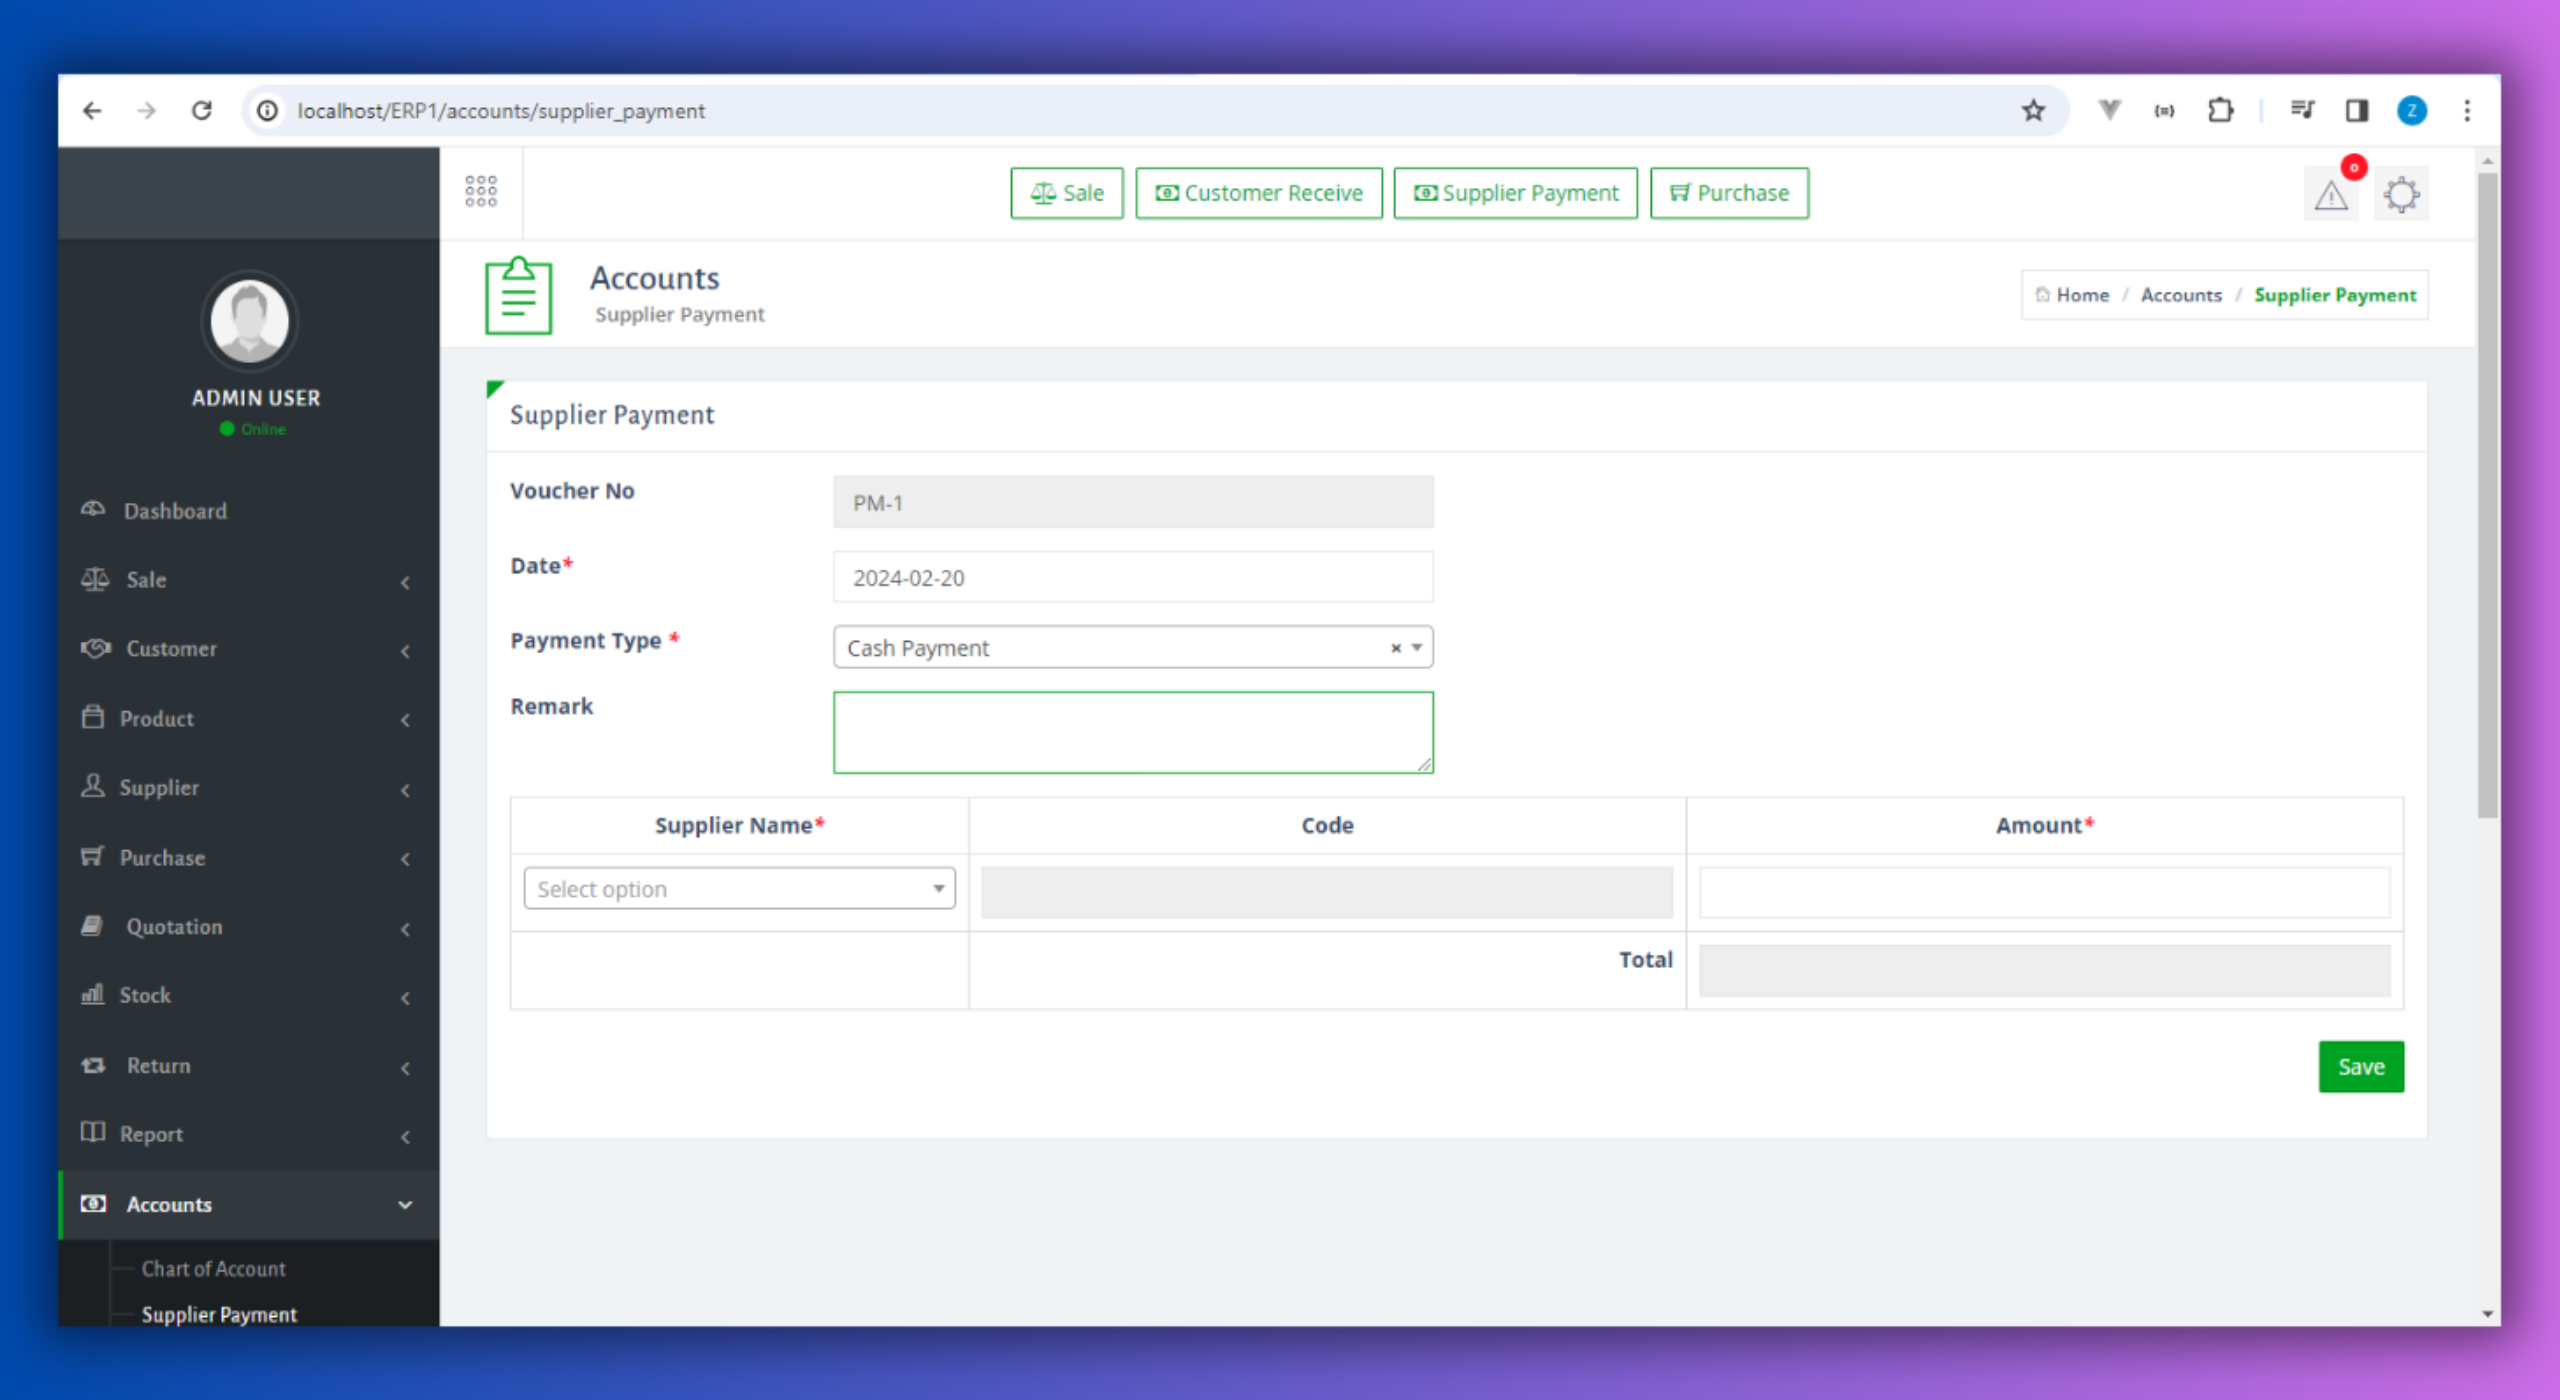 localhost/ERP1/accounts/supplier_payment
Z
Sale
Customer Receive
Supplier Payment
Purchase
0
Accounts
Supplier Payment
Home / Accounts / Supplier Payment
ADMIN USER
Online
Dashboard
Sale
Customer
Product
Supplier
Purchase
Quotation
Stock
Return
Report
Accounts
Chart of Account
Supplier Payment
Supplier Payment
Voucher No
PM-1
Date*
2024-02-20
Payment Type *
Cash Payment
Remark
Supplier Name* Code Amount*
Select option
Total
Save